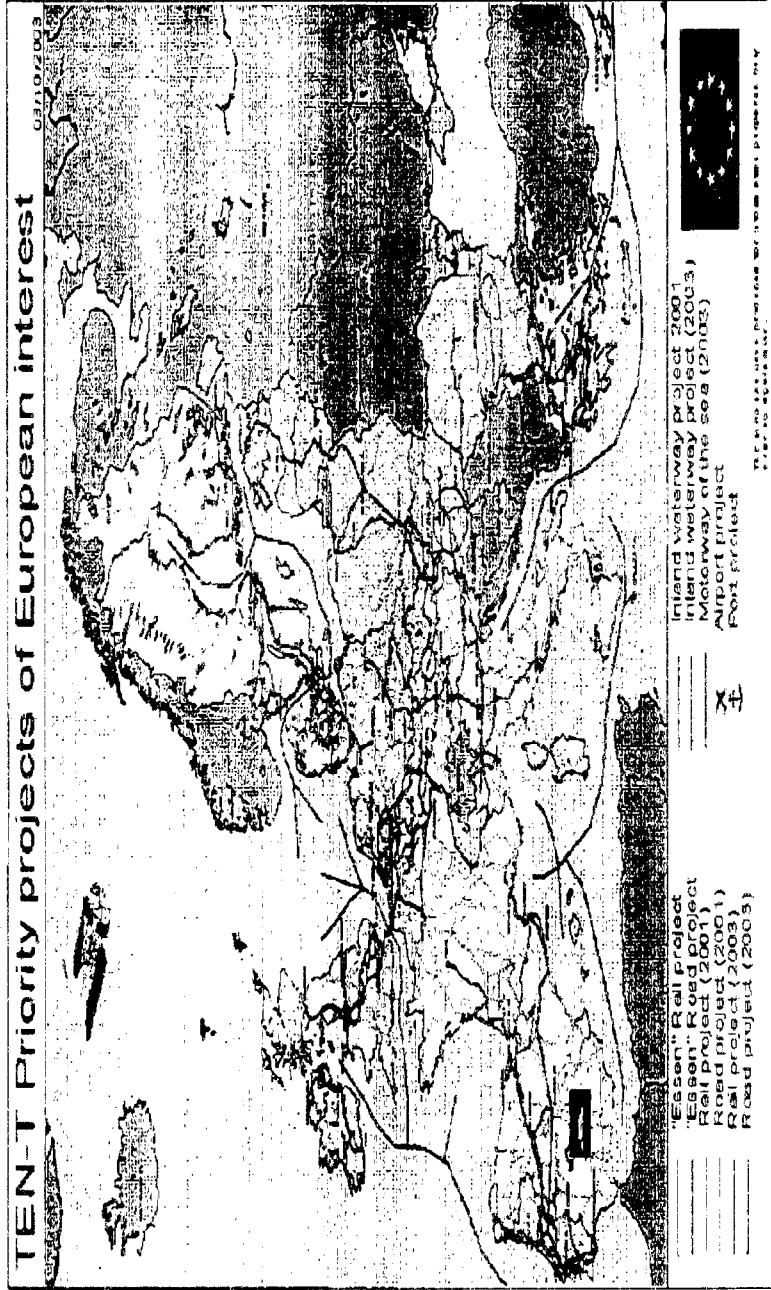 TEN-T Priority projects of European interest
03/10/2003
"Essen" Rail project
"Essen" Road project
Rail project (2001)
Road project (2001)
Rail project (2003)
Road project (2003)
Inland waterway project 2001
Inland waterway project (2003)
Motorway of the sea (2003)
Airport project
Port project